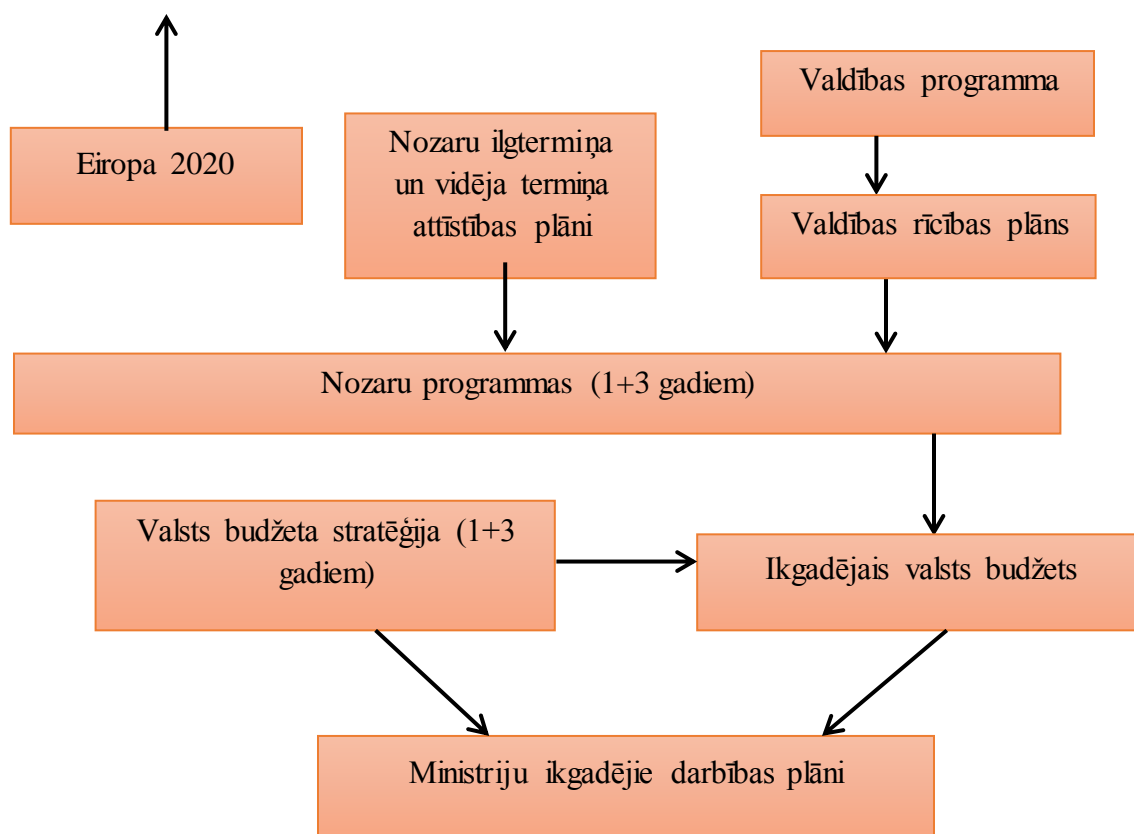 Valdības programma
Eiropa 2020
Nozaru ilgtermiņa
un vidēja termiņa
attīstības plāni
Valdības rīcības plāns
Nozaru programmas (1+3 gadiem)
Valsts budžeta stratēģija (1+3
gadiem)
Ikgadējais valsts budžets
Ministriju ikgadējie darbības plāni